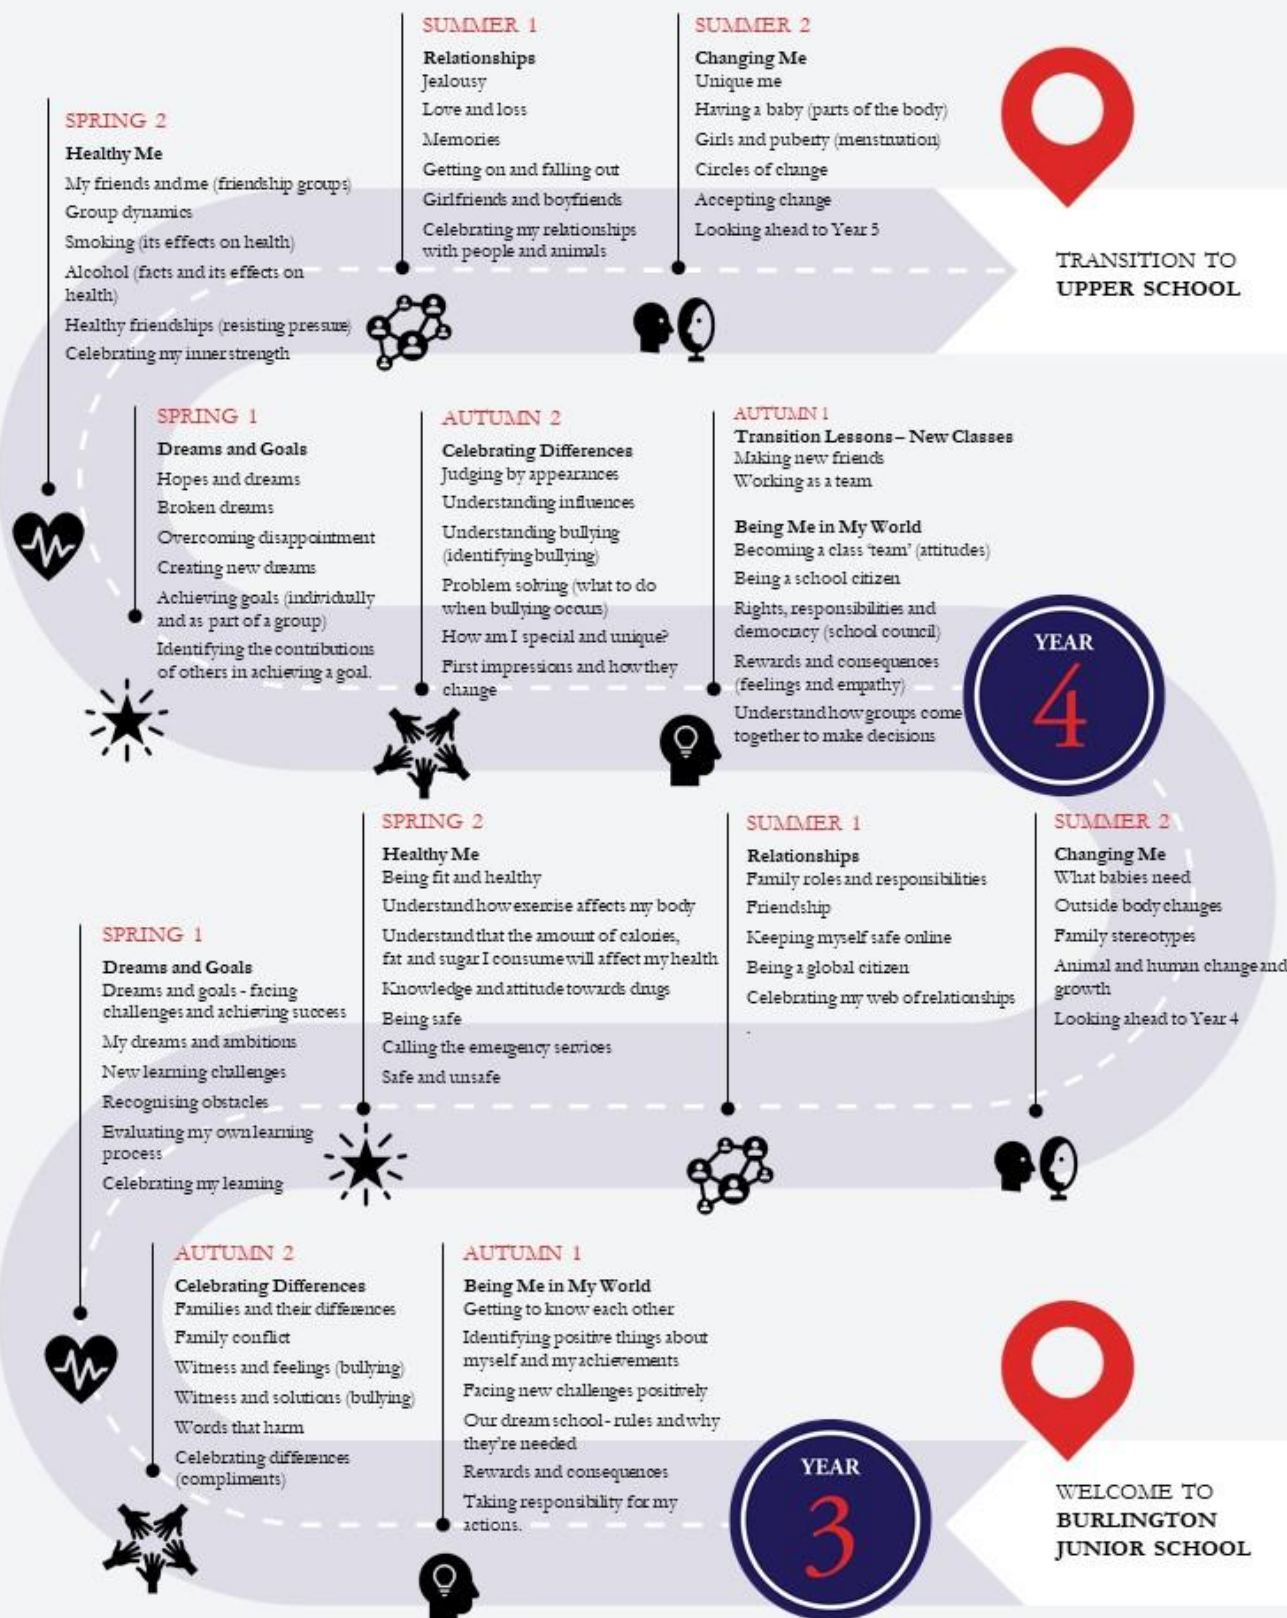 SUMMER 1
Relationships
Jealousy
Love and loss
Memories
Getting on and falling out
Girlfriends and boyfriends
Celebrating my relationships
with people and animals
SUMMER 2
Changing Me
Unique me
Having a baby (parts of the body)
Girls and puberty (menstruation)
Circles of change
Accepting change
Looking ahead to Year 5
TRANSITION TO
UPPER SCHOOL
SPRING 2
Healthy Me
My friends and me (friendship groups)
Group dynamics
Smoking (its effects on health)
Alcohol (facts and its effects on
health)
Healthy friendships (resisting pressure)
Celebrating my inner strength
SPRING 1
Dreams and Goals
Hopes and dreams
Broken dreams
Overcoming disappointment
Creating new dreams
Achieving goals (individually
and as part of a group)
Identifying the contributions
of others in achieving a goal.
AUTUMN 2
Celebrating Differences
Judging by appearances
Understanding influences
Understanding bullying
(identifying bullying)
Problem solving (what to do
when bullying occurs)
How am I special and unique?
First impressions and how they
change
AUTUMN 1
Transition Lessons – New Classes
Making new friends
Working as a team
Being Me in My World
Becoming a class ‘team’ (attitudes)
Being a school citizen
Rights, responsibilities and
democracy (school council)
Rewards and consequences
(feelings and empathy)
Understand how groups come
together to make decisions
YEAR
4
SPRING 1
Dreams and Goals
Dreams and goals - facing
challenges and achieving success
My dreams and ambitions
New learning challenges
Recognising obstacles
Evaluating my own learning
process
Celebrating my learning
SPRING 2
Healthy Me
Being fit and healthy
Understand how exercise affects my body
Understand that the amount of calories,
fat and sugar I consume will affect my health
Knowledge and attitude towards drugs
Being safe
Calling the emergency services
Safe and unsafe
SUMMER 1
Relationships
Family roles and responsibilities
Friendship
Keeping myself safe online
Being a global citizen
Celebrating my web of relationships
.
SUMMER 2
Changing Me
What babies need
Outside body changes
Family stereotypes
Animal and human change and
growth
Looking ahead to Year 4
AUTUMN 2
Celebrating Differences
Families and their differences
Family conflict
Witness and feelings (bullying)
Witness and solutions (bullying)
Words that harm
Celebrating differences
(compliments)
AUTUMN 1
Being Me in My World
Getting to know each other
Identifying positive things about
myself and my achievements
Facing new challenges positively
Our dream school - rules and why
they’re needed
Rewards and consequences
Taking responsibility for my
actions.
YEAR
3
WELCOME TO
BURLINGTON
JUNIOR SCHOOL